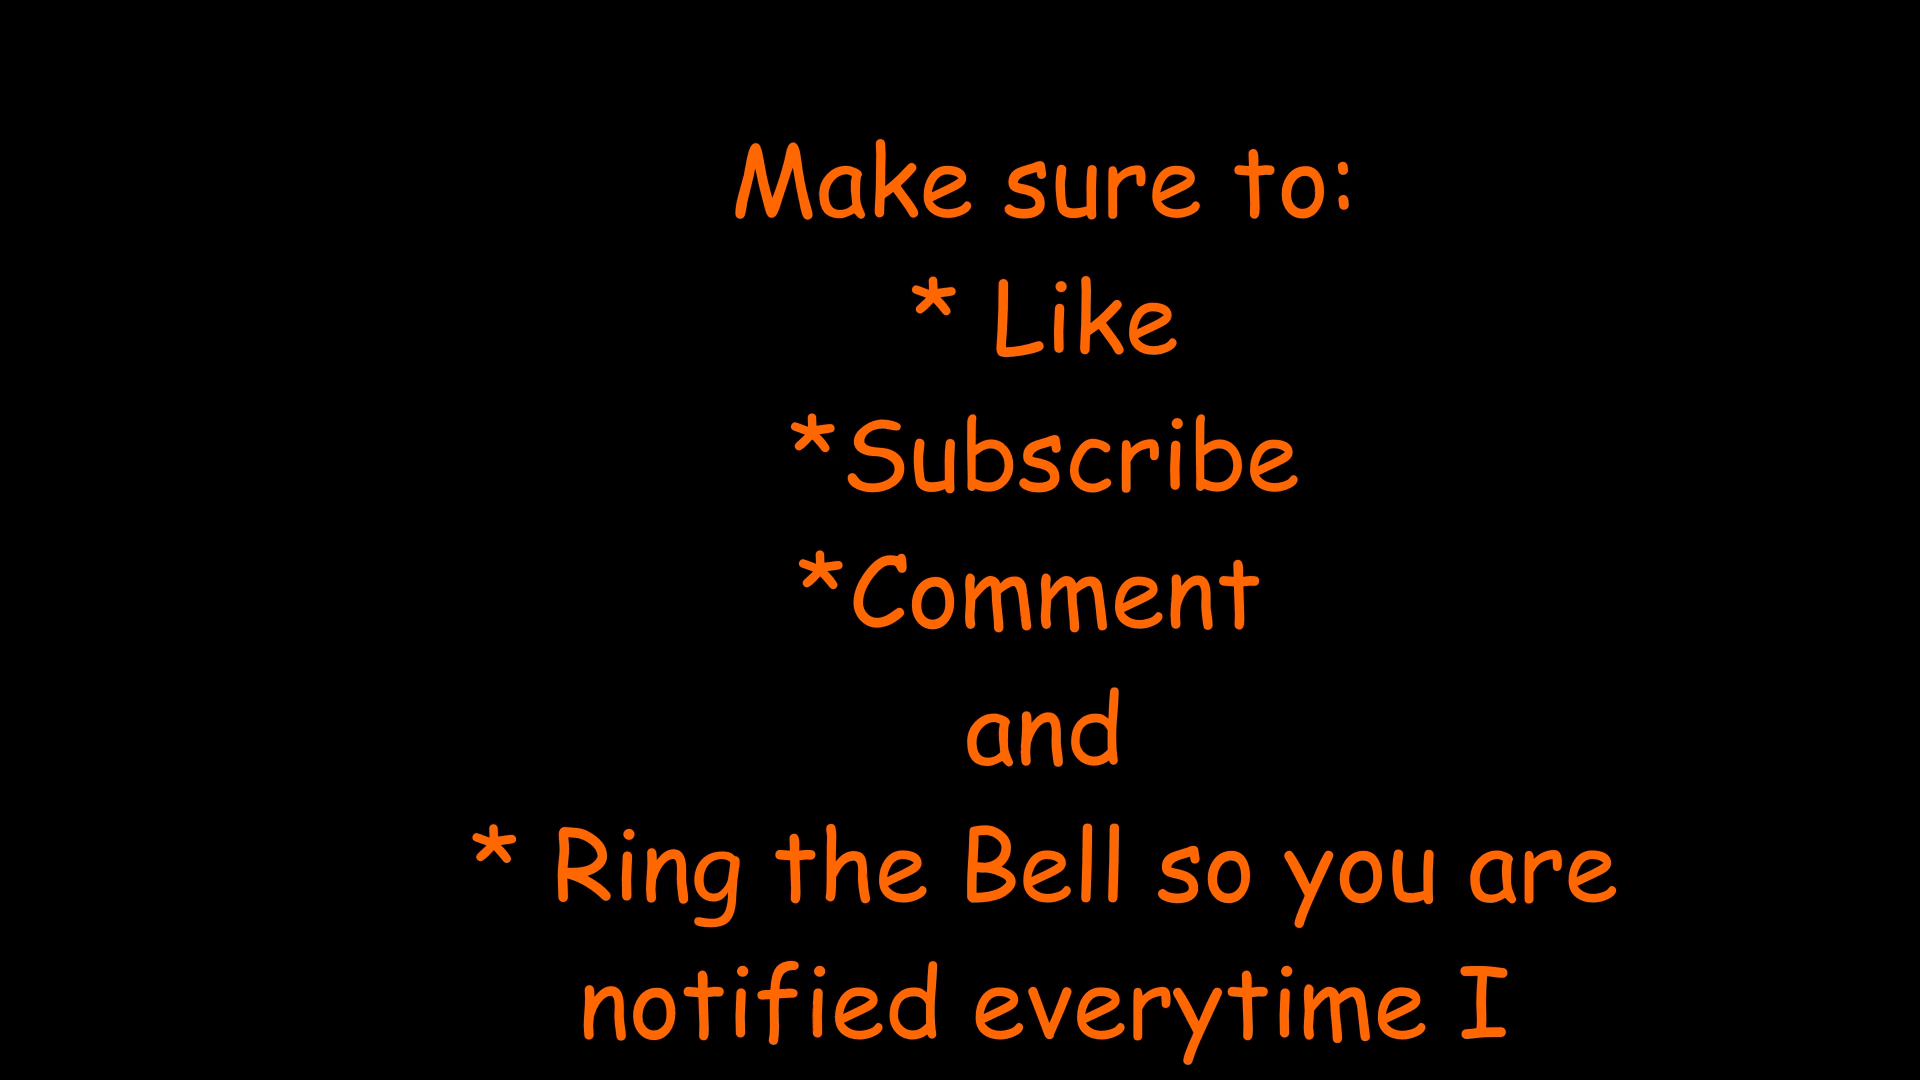 Make sure to:
* Like
*Subscribe
*Comment
and
* Ring the Bell so you are
notified everytime I